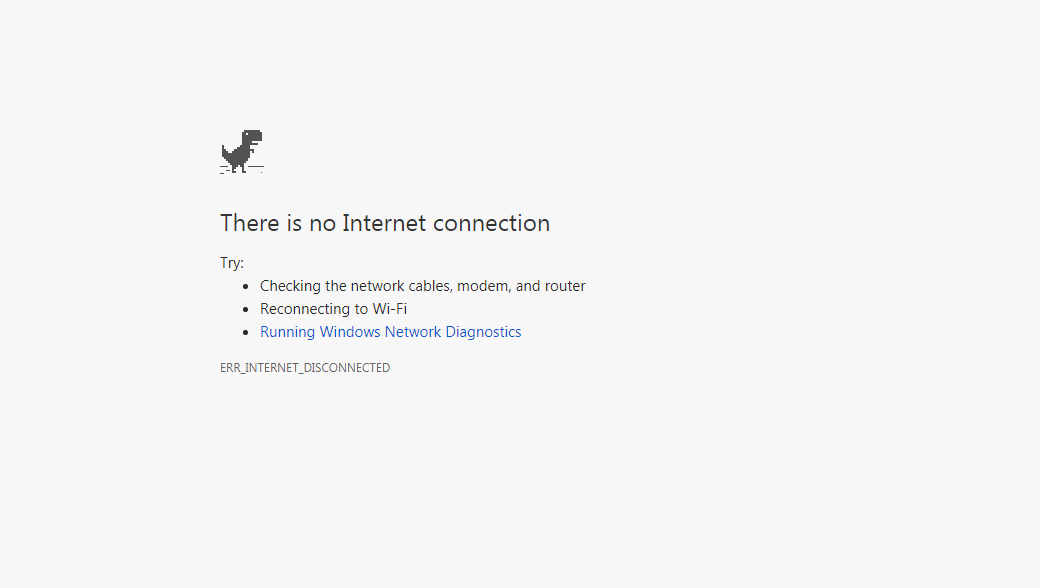 There is no Internet connection
Try:
Checking the network cables, modem, and router
Reconnecting to Wi-Fi
Running Windows Network Diagnostics
ERR_INTERNET_DISCONNECTED